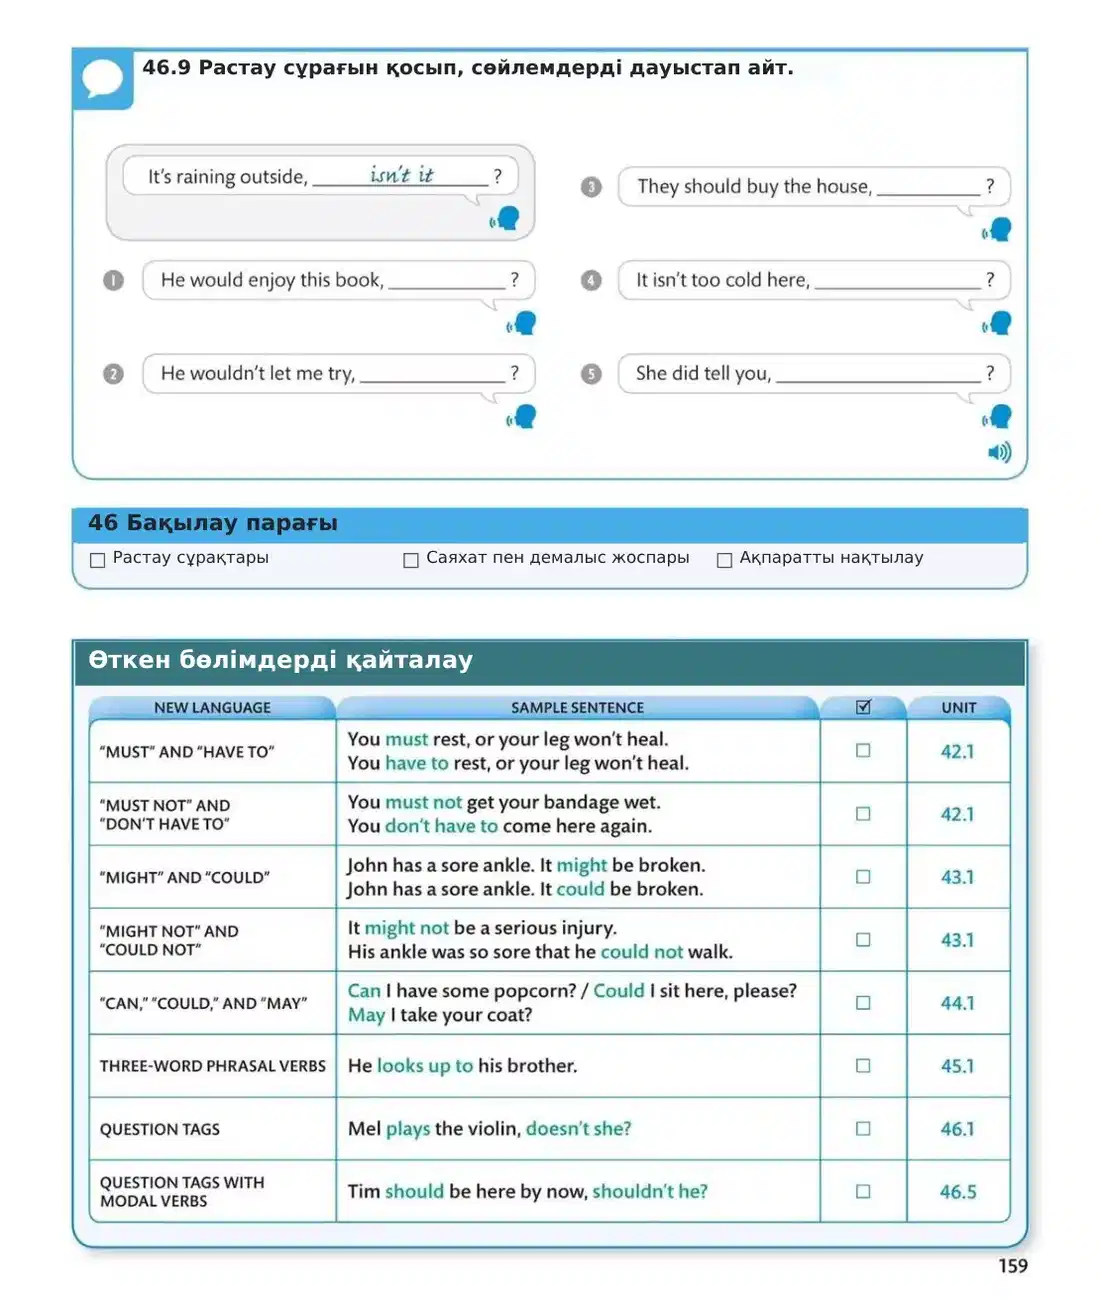 46.9 Растау сұрағын қосып, сөйлемдерді дауыстап айт.
It's raining outside, isn't it ?
1 He would enjoy this book, ____________ ?
2 He wouldn't let me try, ____________ ?
3 They should buy the house, ____________ ?
4 It isn't too cold here, ____________ ?
5 She did tell you, ____________ ?
46 Бақылау парағы
☐ Растау сұрақтары ☐ Саяхат пен демалыс жоспары ☐ Ақпаратты нақтылау
Өткен бөлімдерді қайталау
NEW LANGUAGE SAMPLE SENTENCE ☑ UNIT
"MUST" AND "HAVE TO"
You must rest, or your leg won't heal.
You have to rest, or your leg won't heal.
☐ 42.1
"MUST NOT" AND
"DON'T HAVE TO"
You must not get your bandage wet.
You don't have to come here again.
☐ 42.1
"MIGHT" AND "COULD"
John has a sore ankle. It might be broken.
John has a sore ankle. It could be broken.
☐ 43.1
"MIGHT NOT" AND
"COULD NOT"
It might not be a serious injury.
His ankle was so sore that he could not walk.
☐ 43.1
"CAN," "COULD," AND "MAY"
Can I have some popcorn? / Could I sit here, please?
May I take your coat?
☐ 44.1
THREE-WORD PHRASAL VERBS
He looks up to his brother.
☐ 45.1
QUESTION TAGS
Mel plays the violin, doesn't she?
☐ 46.1
QUESTION TAGS WITH
MODAL VERBS
Tim should be here by now, shouldn't he?
☐ 46.5
159